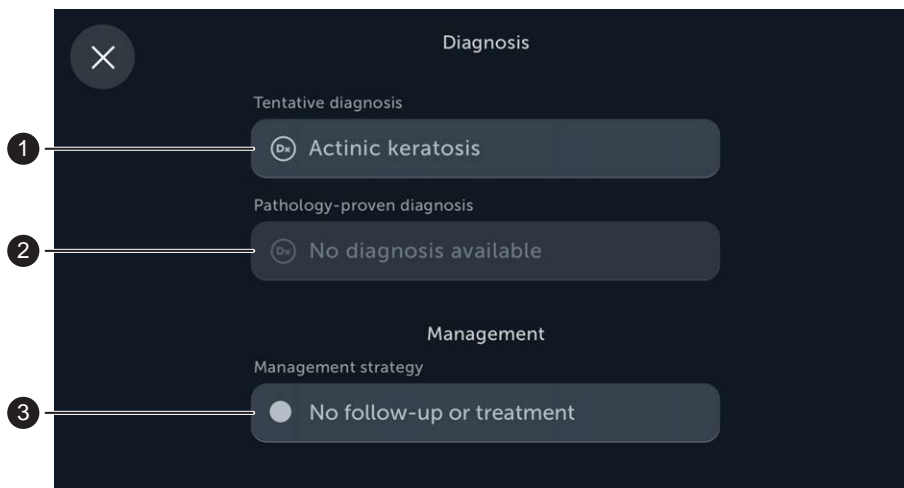 Diagnosis
Tentative diagnosis
1 Dx Actinic keratosis
Pathology-proven diagnosis
2 Dx No diagnosis available
Management
Management strategy
3 No follow-up or treatment